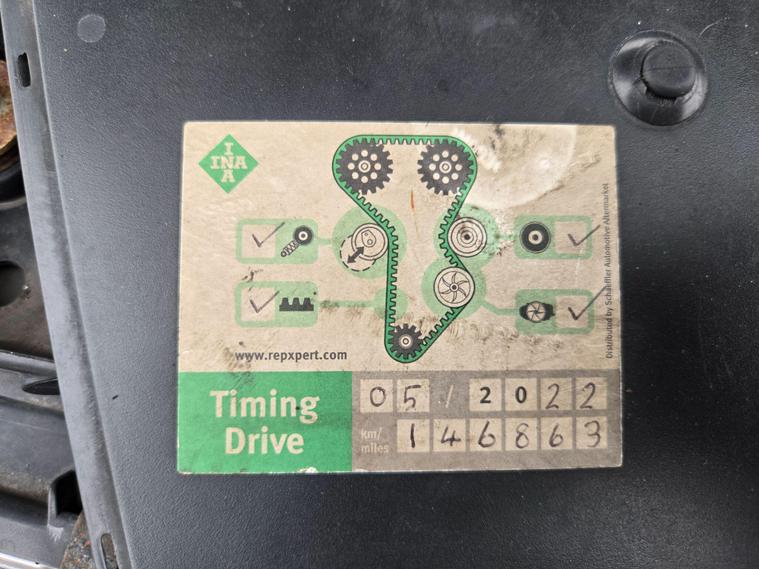 I
INA
A
Distributed by Schaeffler Automotive Aftermarket
www.repxpert.com
Timing
Drive
05/2022
km/
miles
146863